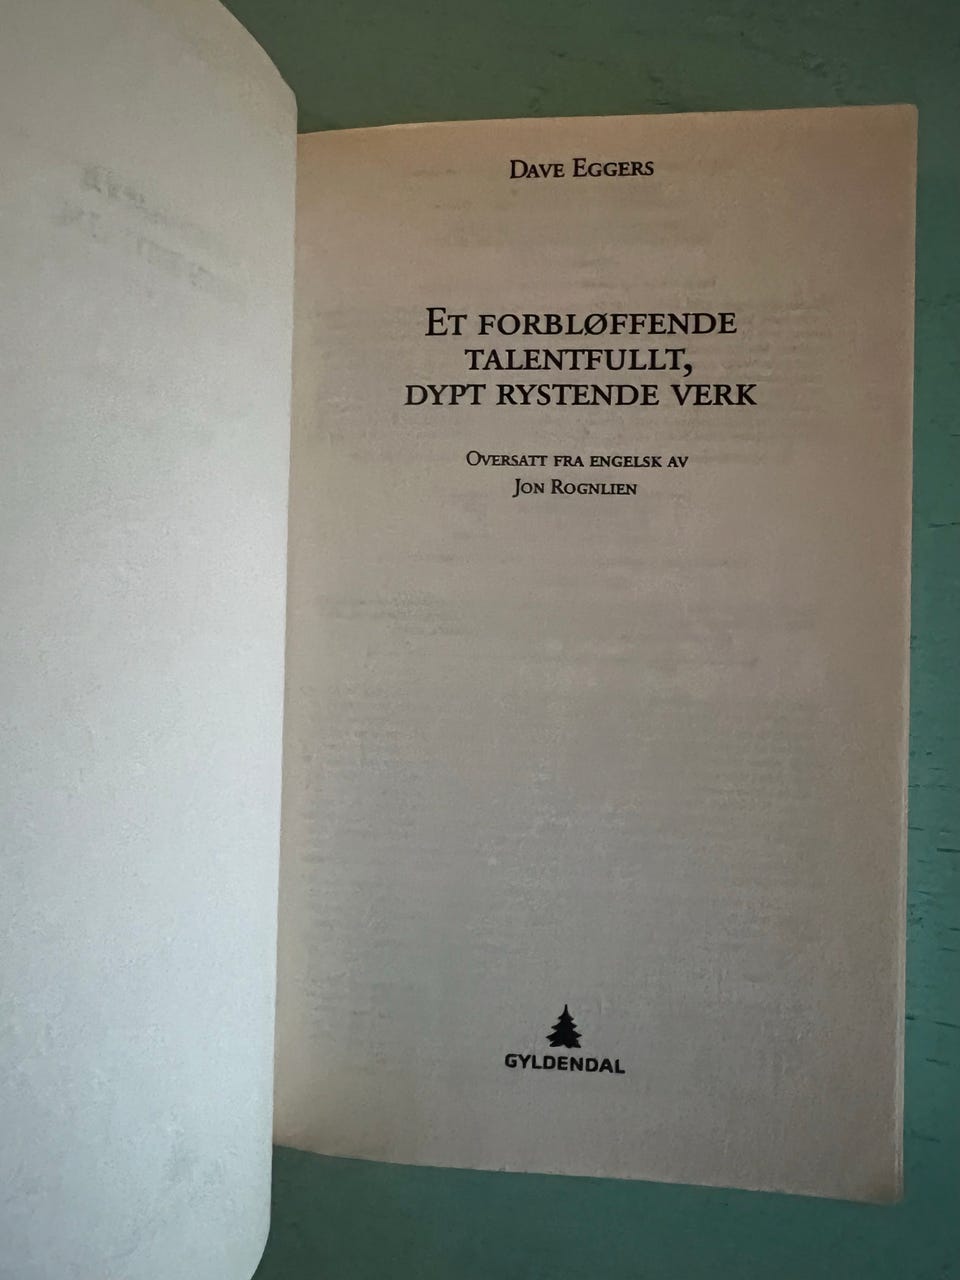 Dave Eggers
Et forbløffende
talentfullt,
dypt rystende verk
Oversatt fra engelsk av
Jon Rognlien
GYLDENDAL